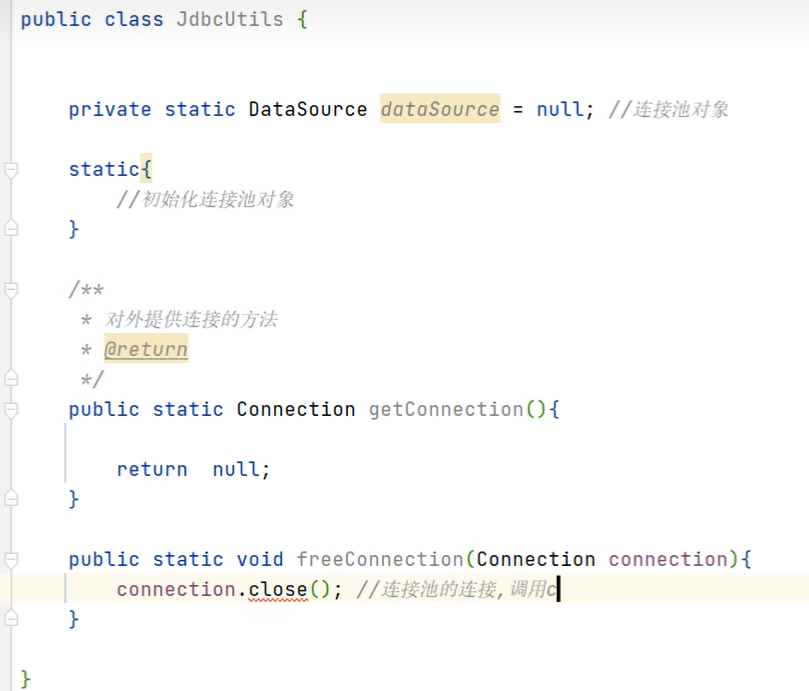 public class JdbcUtils {
private static DataSource dataSource = null; //连接池对象
static{
//初始化连接池对象
}
/**
* 对外提供连接的方法
* @return
*/
public static Connection getConnection(){
return  null;
}
public static void freeConnection(Connection connection){
connection.close(); //连接池的连接,调用c
}
}